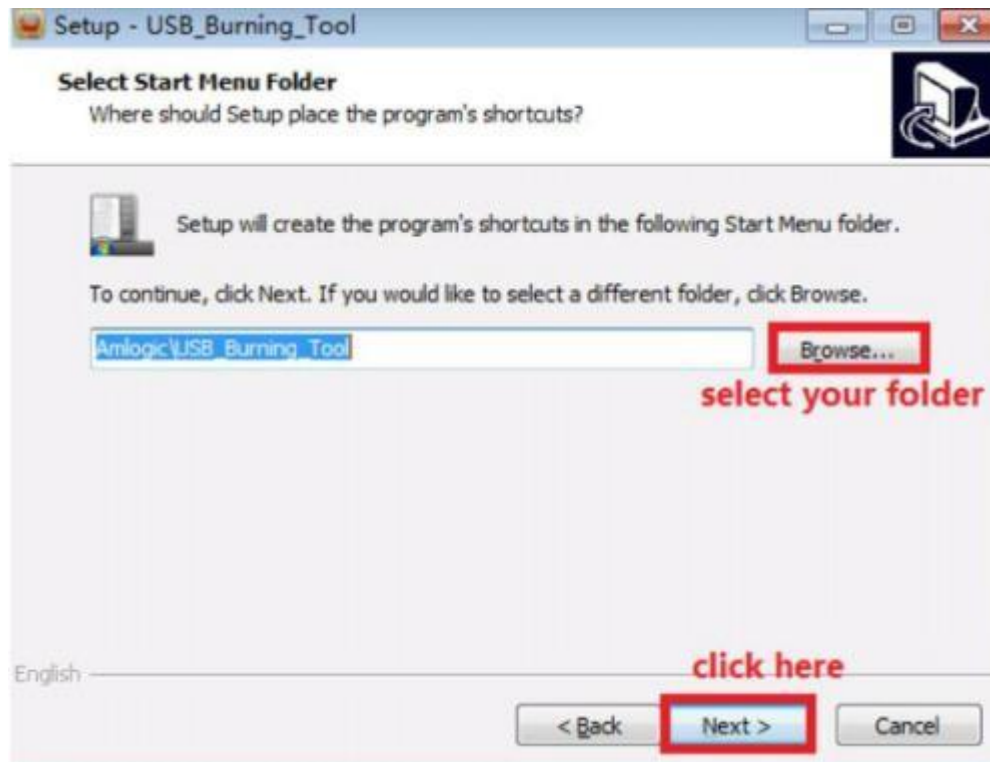 Setup - USB_Burning_Tool
Select Start Menu Folder
Where should Setup place the program's shortcuts?
Setup will create the program's shortcuts in the following Start Menu folder.
To continue, click Next. If you would like to select a different folder, click Browse.
Amlogic\USB_Burning_Tool
Browse...
select your folder
English
click here
< Back
Next >
Cancel